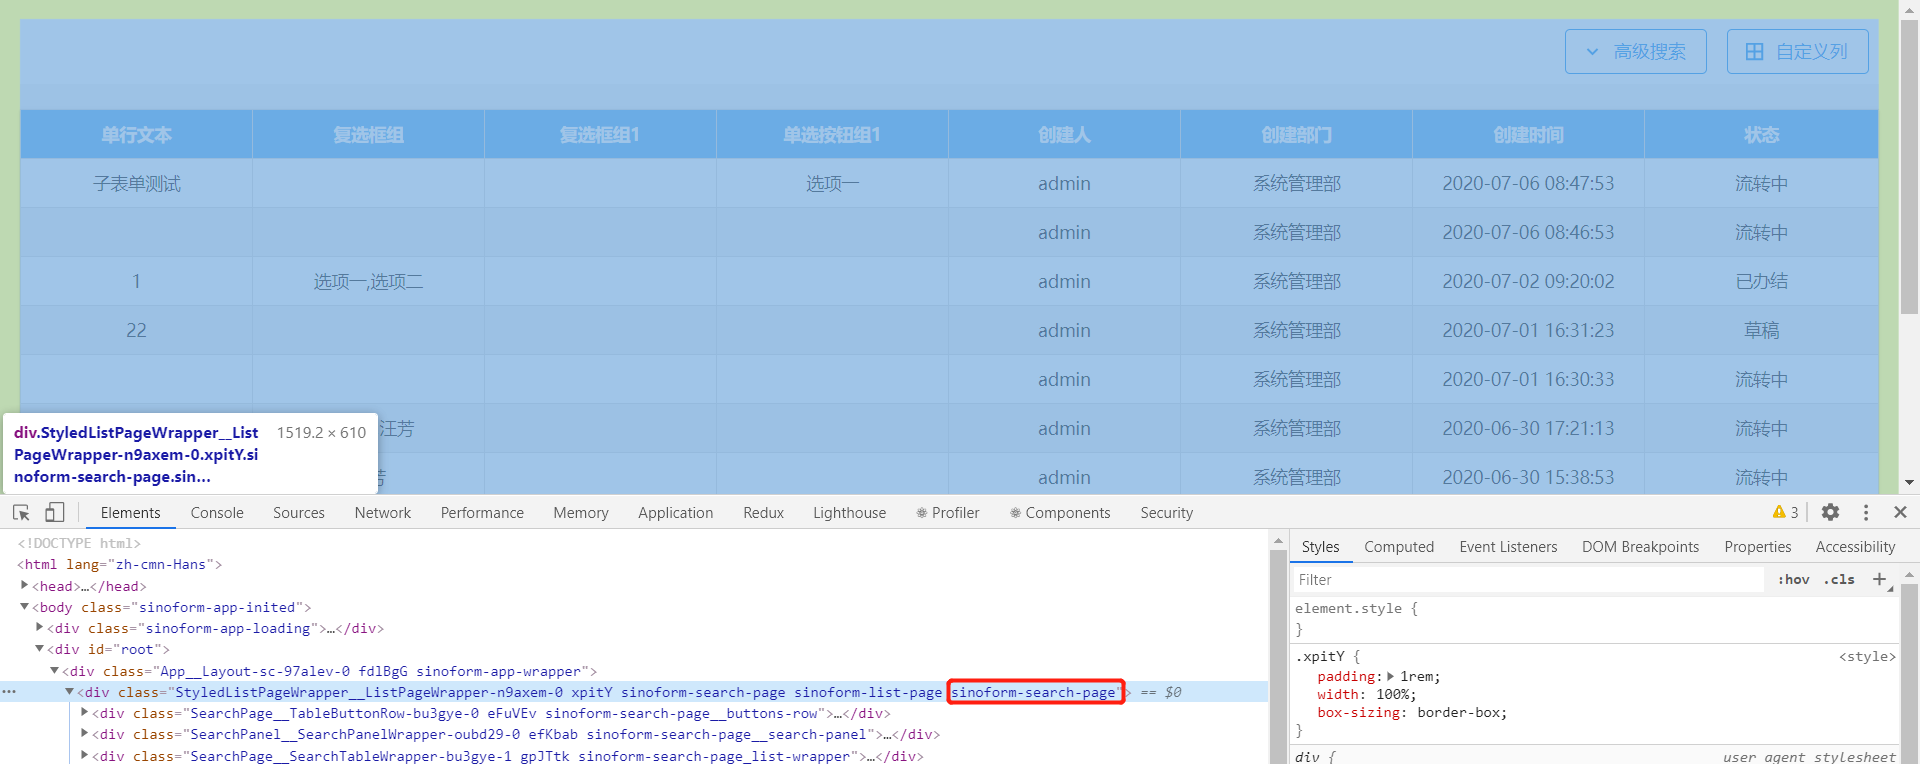 高级搜索 自定义列
单行文本 复选框组 复选框组1 单选按钮组1 创建人 创建部门 创建时间 状态
子表单测试 选项一 admin 系统管理部 2020-07-06 08:47:53 流转中
admin 系统管理部 2020-07-06 08:46:53 流转中
1 选项一,选项二 admin 系统管理部 2020-07-02 09:20:02 已办结
22 admin 系统管理部 2020-07-01 16:31:23 草稿
admin 系统管理部 2020-07-01 16:30:33 流转中
汪芳 admin 系统管理部 2020-06-30 17:21:13 流转中
admin 系统管理部 2020-06-30 15:38:53 流转中
div.StyledListPageWrapper__List 1519.2 × 610
PageWrapper-n9axem-0.xpitY.si
noform-search-page.sin...
Elements Console Sources Network Performance Memory Application Redux Lighthouse Profiler Components Security 3
<!DOCTYPE html>
<html lang="zh-cmn-Hans">
<head>…</head>
<body class="sinoform-app-inited">
<div class="sinoform-app-loading">…</div>
<div id="root">
<div class="App__Layout-sc-97alev-0 fdlBgG sinoform-app-wrapper">
<div class="StyledListPageWrapper__ListPageWrapper-n9axem-0 xpitY sinoform-search-page sinoform-list-page sinoform-search-page"> == $0
<div class="SearchPage__TableButtonRow-bu3gye-0 eFuVEv sinoform-search-page__buttons-row">…</div>
<div class="SearchPanel__SearchPanelWrapper-oubd29-0 efKbab sinoform-search-page__search-panel">…</div>
<div class="SearchPage__SearchTableWrapper-bu3gye-1 gpJTtk sinoform-search-page_list-wrapper">…</div>
Styles Computed Event Listeners DOM Breakpoints Properties Accessibility
Filter :hov .cls +
element.style {
}
.xpitY { <style>
padding: 1rem;
width: 100%;
box-sizing: border-box;
}
div { user agent stylesheet